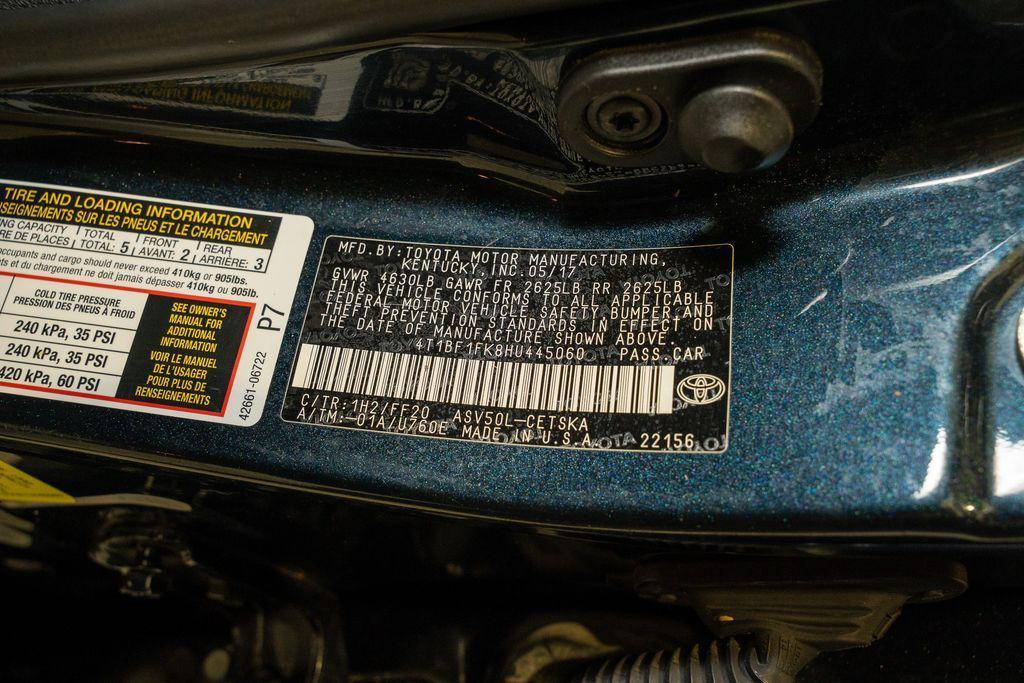 TIRE AND LOADING INFORMATION
SEIGNEMENTS SUR LES PNEUS ET LE CHARGEMENT
NG CAPACITY TOTAL: 5 FRONT 2 REAR 3
RE DE PLACES TOTAL: AVANT: ARRIÈRE:
occupants and cargo should never exceed 410kg or 905lbs.
ts et du chargement ne doit jamais dépasser 410kg or 905lb.
COLD TIRE PRESSURE
PRESSION DES PNEUS À FROID
240 kPa, 35 PSI
240 kPa, 35 PSI
420 kPa, 60 PSI
SEE OWNER'S
MANUAL FOR
ADDITIONAL
INFORMATION
VOIR LE MANUEL
DE L'USAGER
POUR PLUS DE
RENSEIGNEMENTS
P7
42661-06722
MFD.BY:TOYOTA MOTOR MANUFACTURING,
KENTUCKY,INC.05/17
GVWR 4630LB GAWR FR 2625LB RR 2625LB
THIS VEHICLE CONFORMS TO ALL APPLICABLE
FEDERAL MOTOR VEHICLE SAFETY,BUMPER,AND
THEFT PREVENTION STANDARDS IN EFFECT ON
THE DATE OF MANUFACTURE SHOWN ABOVE.
4T1BF1FK8HU445060 PASS.CAR
C/TR:1H2/FF20 ASV50L-CETSKA
A/TM:-01A/U760E MADE IN U.S.A. 22156